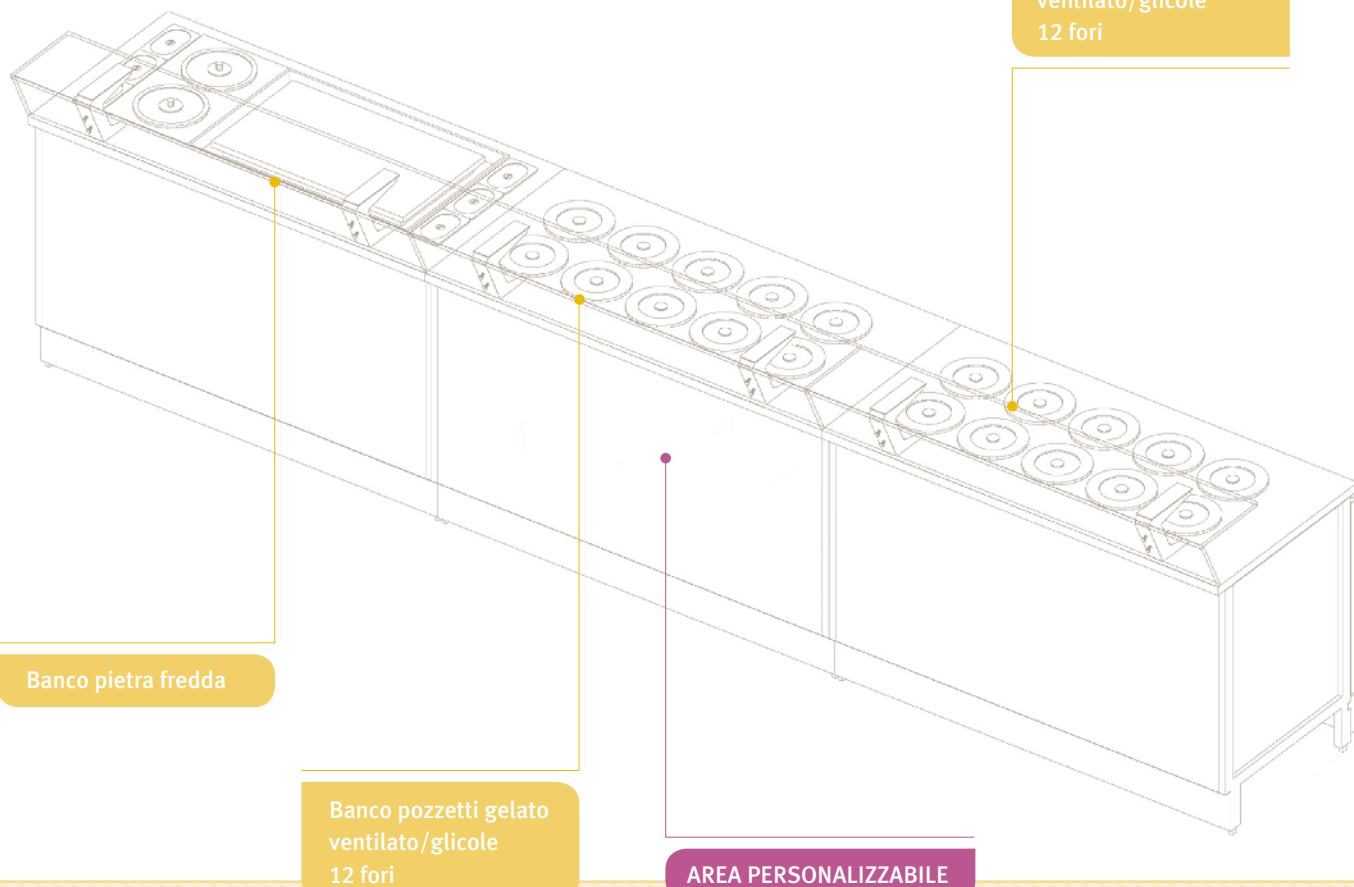 ventilato/glicole
12 fori
Banco pietra fredda
Banco pozzetti gelato
ventilato/glicole
12 fori
AREA PERSONALIZZABILE